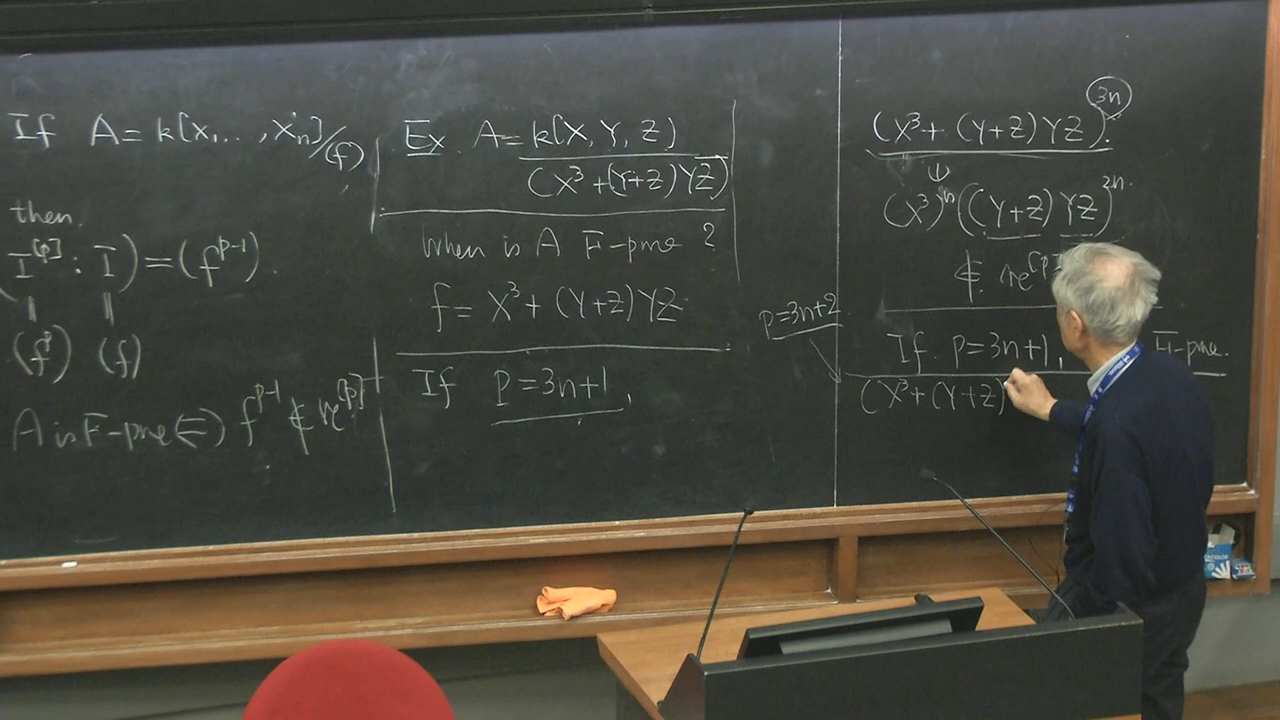 If A = k[X1, .. , Xn]/(f)
then
(I^[p] : I) = (f^{p-1}).
|| ||
(f^p) (f)
A is F-pure ⇔ f^{p-1} ∉ m^[p]
Ex. A = k[X, Y, Z]
(X³ + (Y+Z)YZ)
When is A F-pure ?
f = X³ + (Y+Z)YZ
If p = 3n+1,
p = 3n+2
(X³ + (Y+Z)YZ)^{3n}.
(X³)^n ((Y+Z)YZ)^{2n}.
∉
If p = 3n+1,
F-pure.
(X³ + (Y+Z)